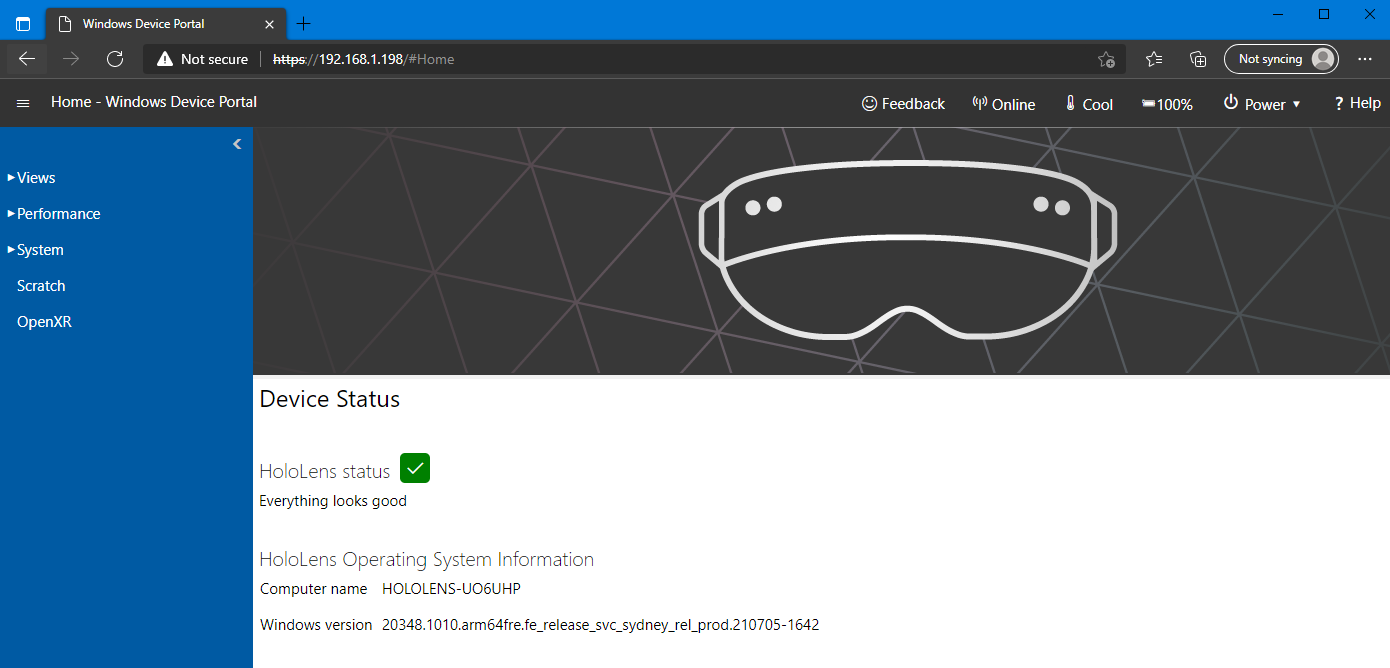 Windows Device Portal
Not secure https://192.168.1.198/#Home Not syncing
Home - Windows Device Portal Feedback Online Cool 100% Power ▼ ? Help
Views
Performance
System
Scratch
OpenXR
Device Status
HoloLens status
Everything looks good
HoloLens Operating System Information
Computer name HOLOLENS-UO6UHP
Windows version 20348.1010.arm64fre.fe_release_svc_sydney_rel_prod.210705-1642